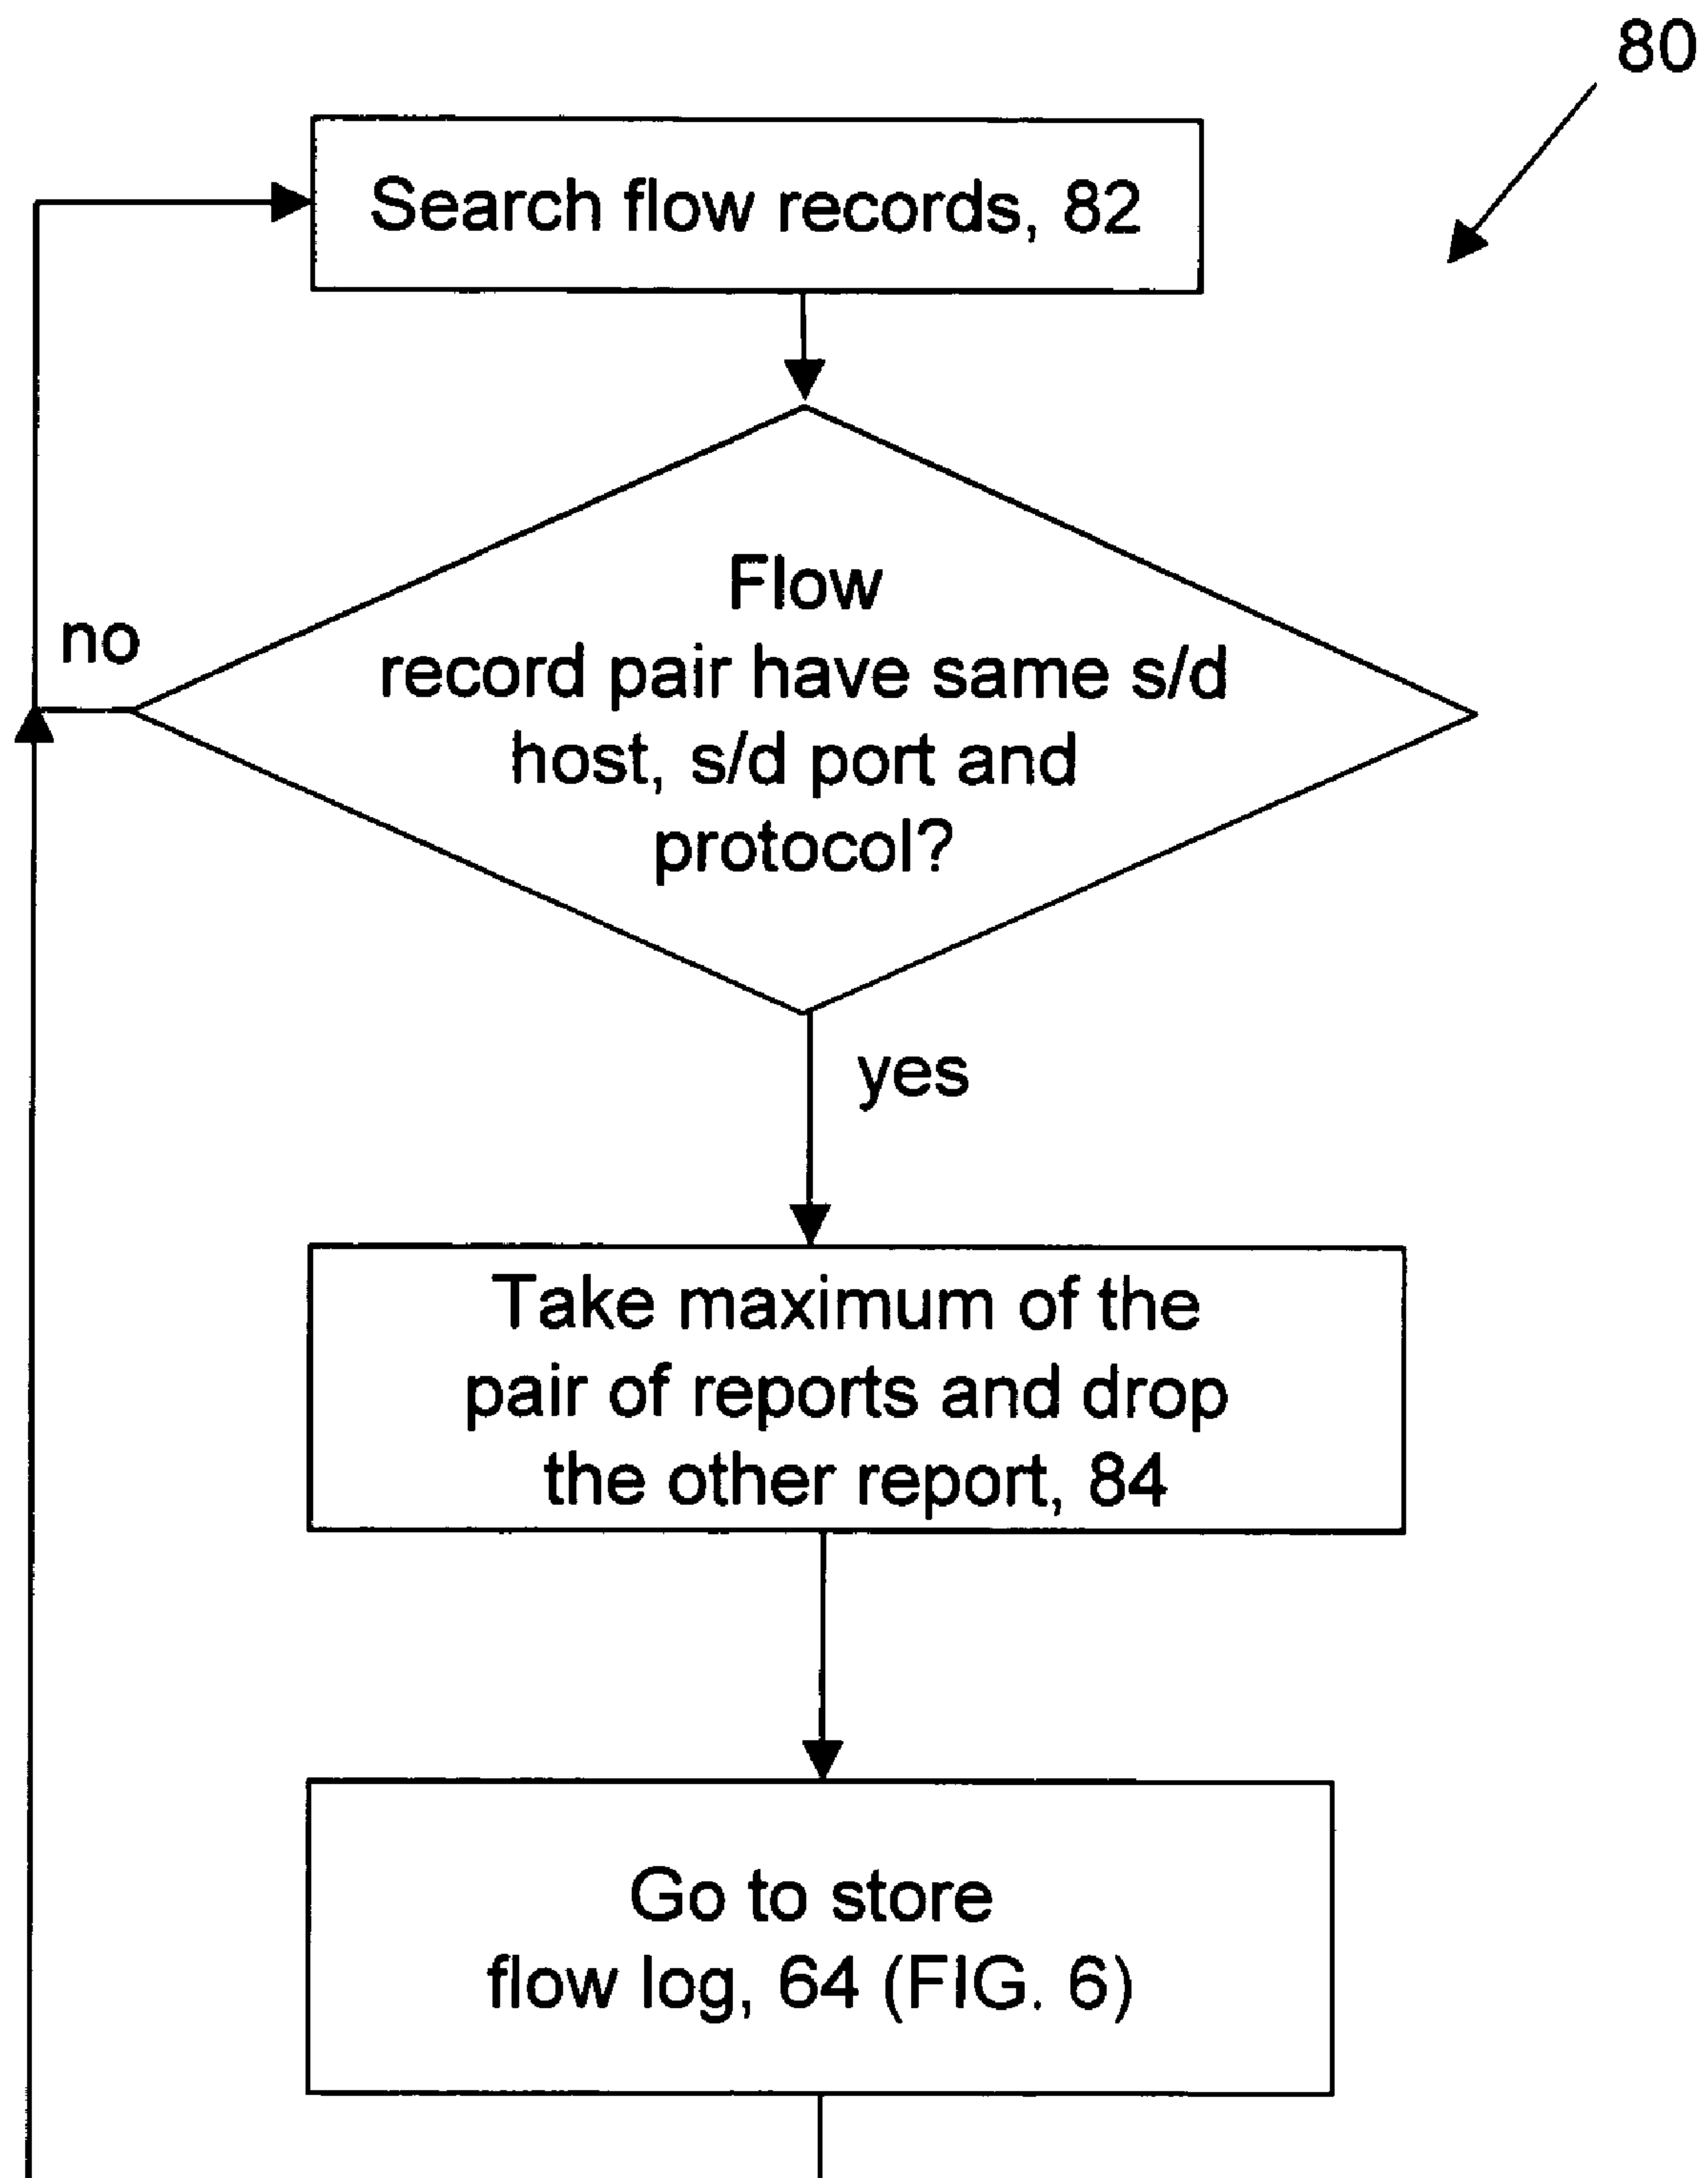 80
Search flow records, 82
Flow
record pair have same s/d
host, s/d port and
protocol?
no
yes
Take maximum of the
pair of reports and drop
the other report, 84
Go to store
flow log, 64 (FIG. 6)